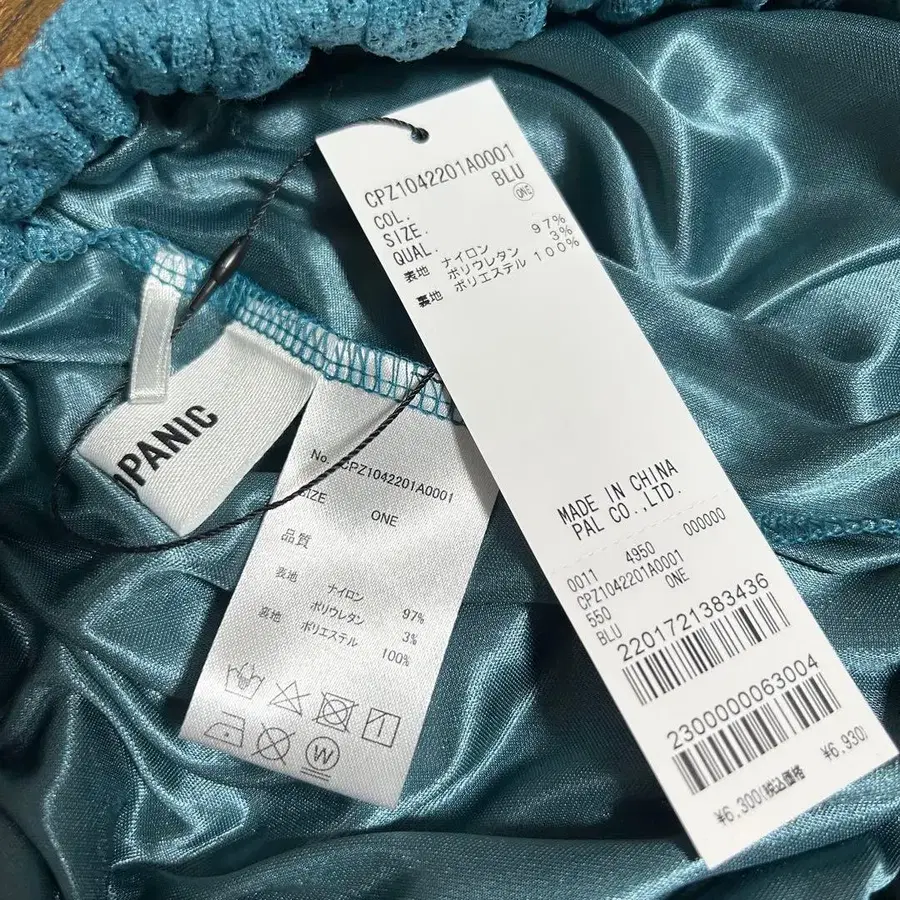 CPZ1042201A0001
COL. BLU
SIZE. ONE
QUAL.
表地 ナイロン 97%
ポリウレタン 3%
裏地 ポリエステル 100%
MADE IN CHINA
PAL CO., LTD.
0011 4950 000000
CPZ1042201A0001
550 ONE
BLU
2201721383436
2300000063004
¥6,300(税込価格 ¥6,930)
PANIC
No. CPZ1042201A0001
SIZE
ONE
品質
表地 ナイロン 97%
ポリウレタン 3%
裏地 ポリエステル 100%
W